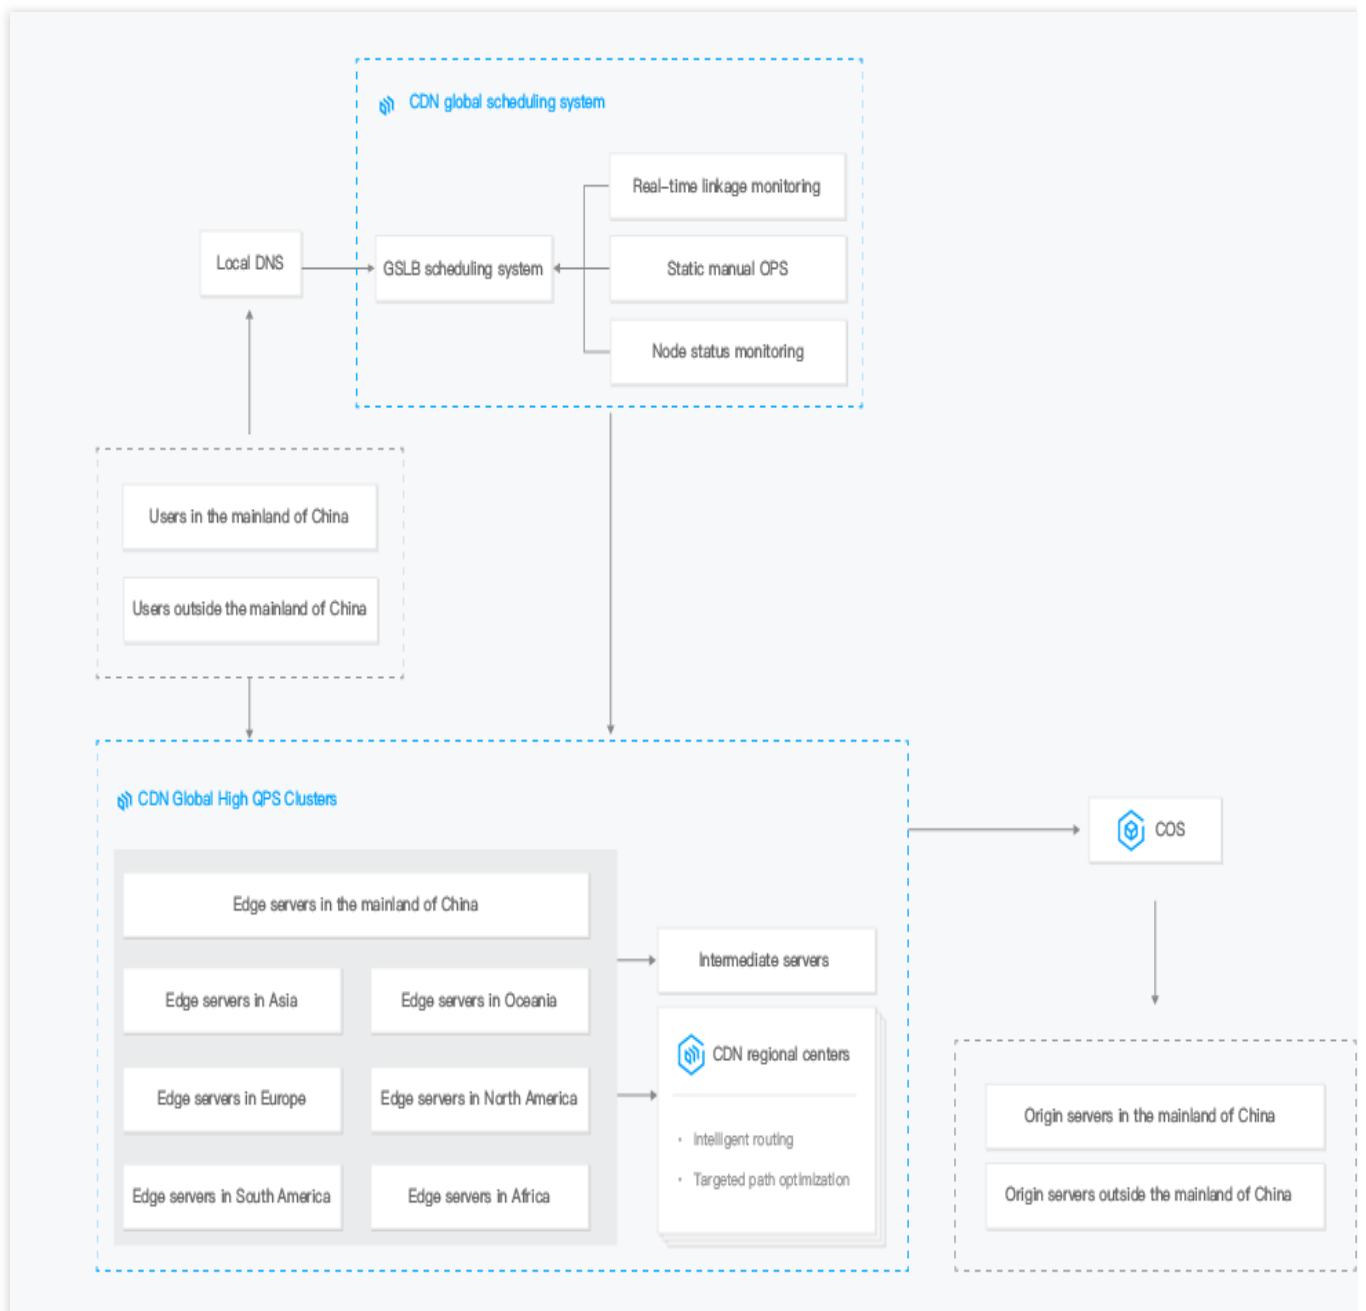 CDN global scheduling system
Real-time linkage monitoring
Local DNS
GSLB scheduling system
Static manual OPS
Node status monitoring
Users in the mainland of China
Users outside the mainland of China
CDN Global High QPS Clusters
COS
Edge servers in the mainland of China
Intermediate servers
Edge servers in Asia
Edge servers in Oceania
CDN regional centers
Edge servers in Europe
Edge servers in North America
Origin servers in the mainland of China
· Intelligent routing
· Targeted path optimization
Edge servers in South America
Edge servers in Africa
Origin servers outside the mainland of China